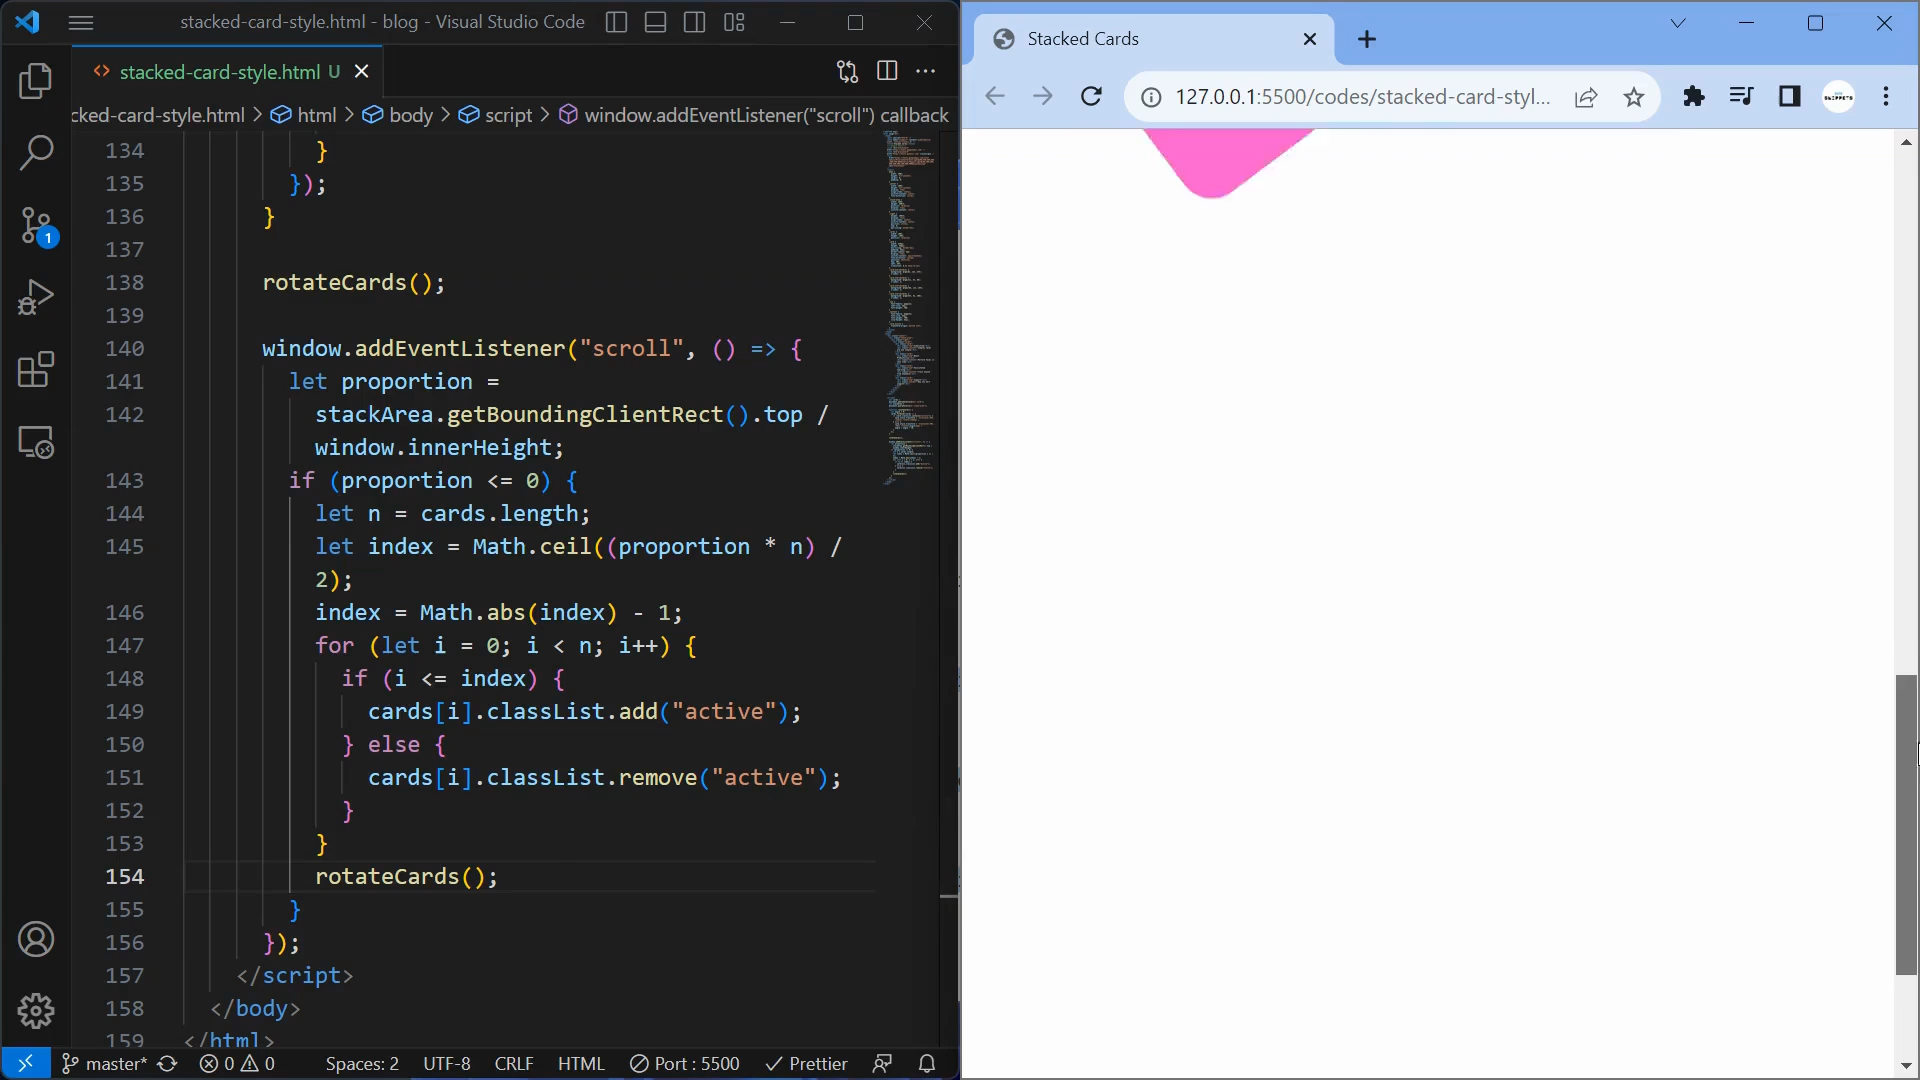 stacked-card-style.html - blog - Visual Studio Code
stacked-card-style.html U
cked-card-style.html > html > body > script > window.addEventListener("scroll") callback
134 }
135 });
136 }
137
138 rotateCards();
139
140 window.addEventListener("scroll", () => {
141 let proportion =
142 stackArea.getBoundingClientRect().top /
window.innerHeight;
143 if (proportion <= 0) {
144 let n = cards.length;
145 let index = Math.ceil((proportion * n) /
2);
146 index = Math.abs(index) - 1;
147 for (let i = 0; i < n; i++) {
148 if (i <= index) {
149 cards[i].classList.add("active");
150 } else {
151 cards[i].classList.remove("active");
152 }
153 }
154 rotateCards();
155 }
156 });
157 </script>
158 </body>
159 </html>
1
master* 0 0 Spaces: 2 UTF-8 CRLF HTML Port : 5500 Prettier
Stacked Cards
127.0.0.1:5500/codes/stacked-card-styl...